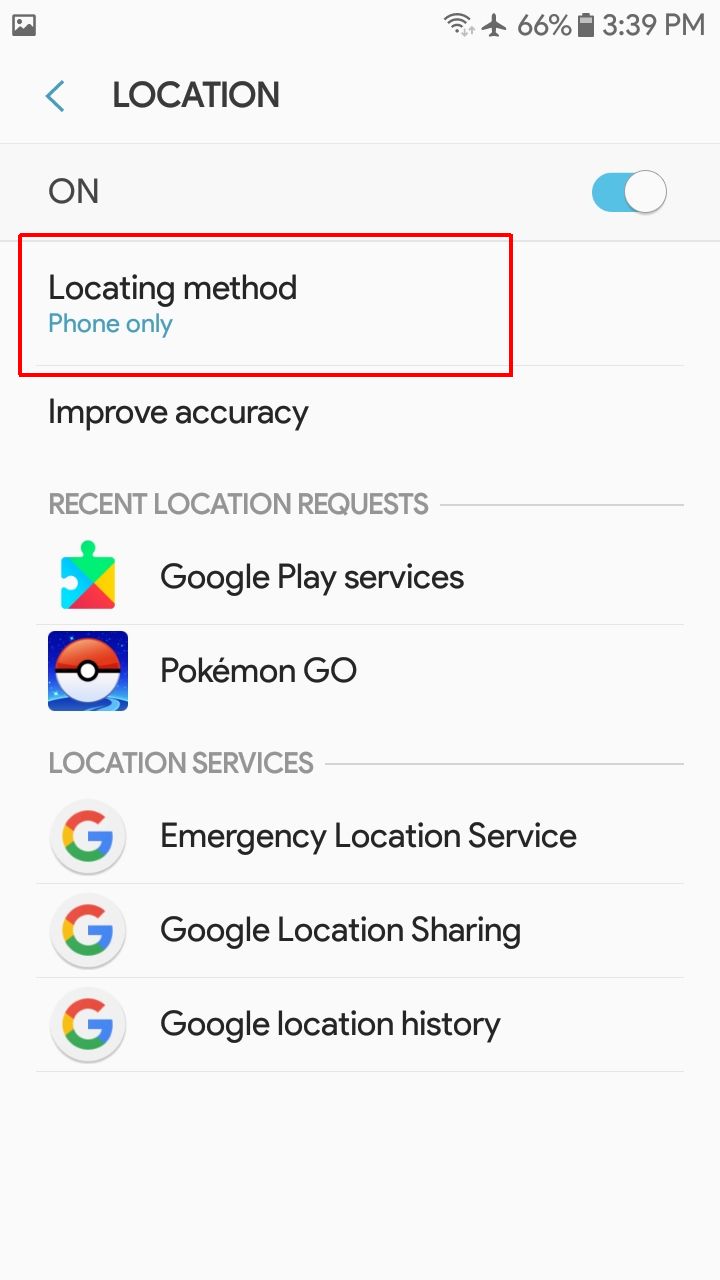 66% 3:39 PM
LOCATION
ON
Locating method
Phone only
Improve accuracy
RECENT LOCATION REQUESTS
Google Play services
Pokémon GO
LOCATION SERVICES
Emergency Location Service
Google Location Sharing
Google location history